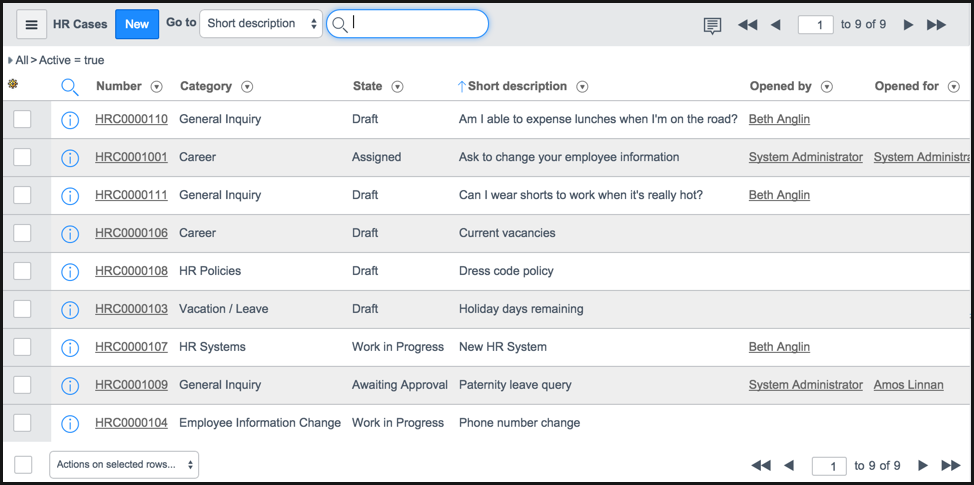 HR Cases New Go to Short description 1 to 9 of 9
All > Active = true
Number Category State Short description Opened by Opened for
HRC0000110 General Inquiry Draft Am I able to expense lunches when I'm on the road? Beth Anglin
HRC0001001 Career Assigned Ask to change your employee information System Administrator System Administra
HRC0000111 General Inquiry Draft Can I wear shorts to work when it's really hot? Beth Anglin
HRC0000106 Career Draft Current vacancies
HRC0000108 HR Policies Draft Dress code policy
HRC0000103 Vacation / Leave Draft Holiday days remaining
HRC0000107 HR Systems Work in Progress New HR System Beth Anglin
HRC0001009 General Inquiry Awaiting Approval Paternity leave query System Administrator Amos Linnan
HRC0000104 Employee Information Change Work in Progress Phone number change
Actions on selected rows... 1 to 9 of 9